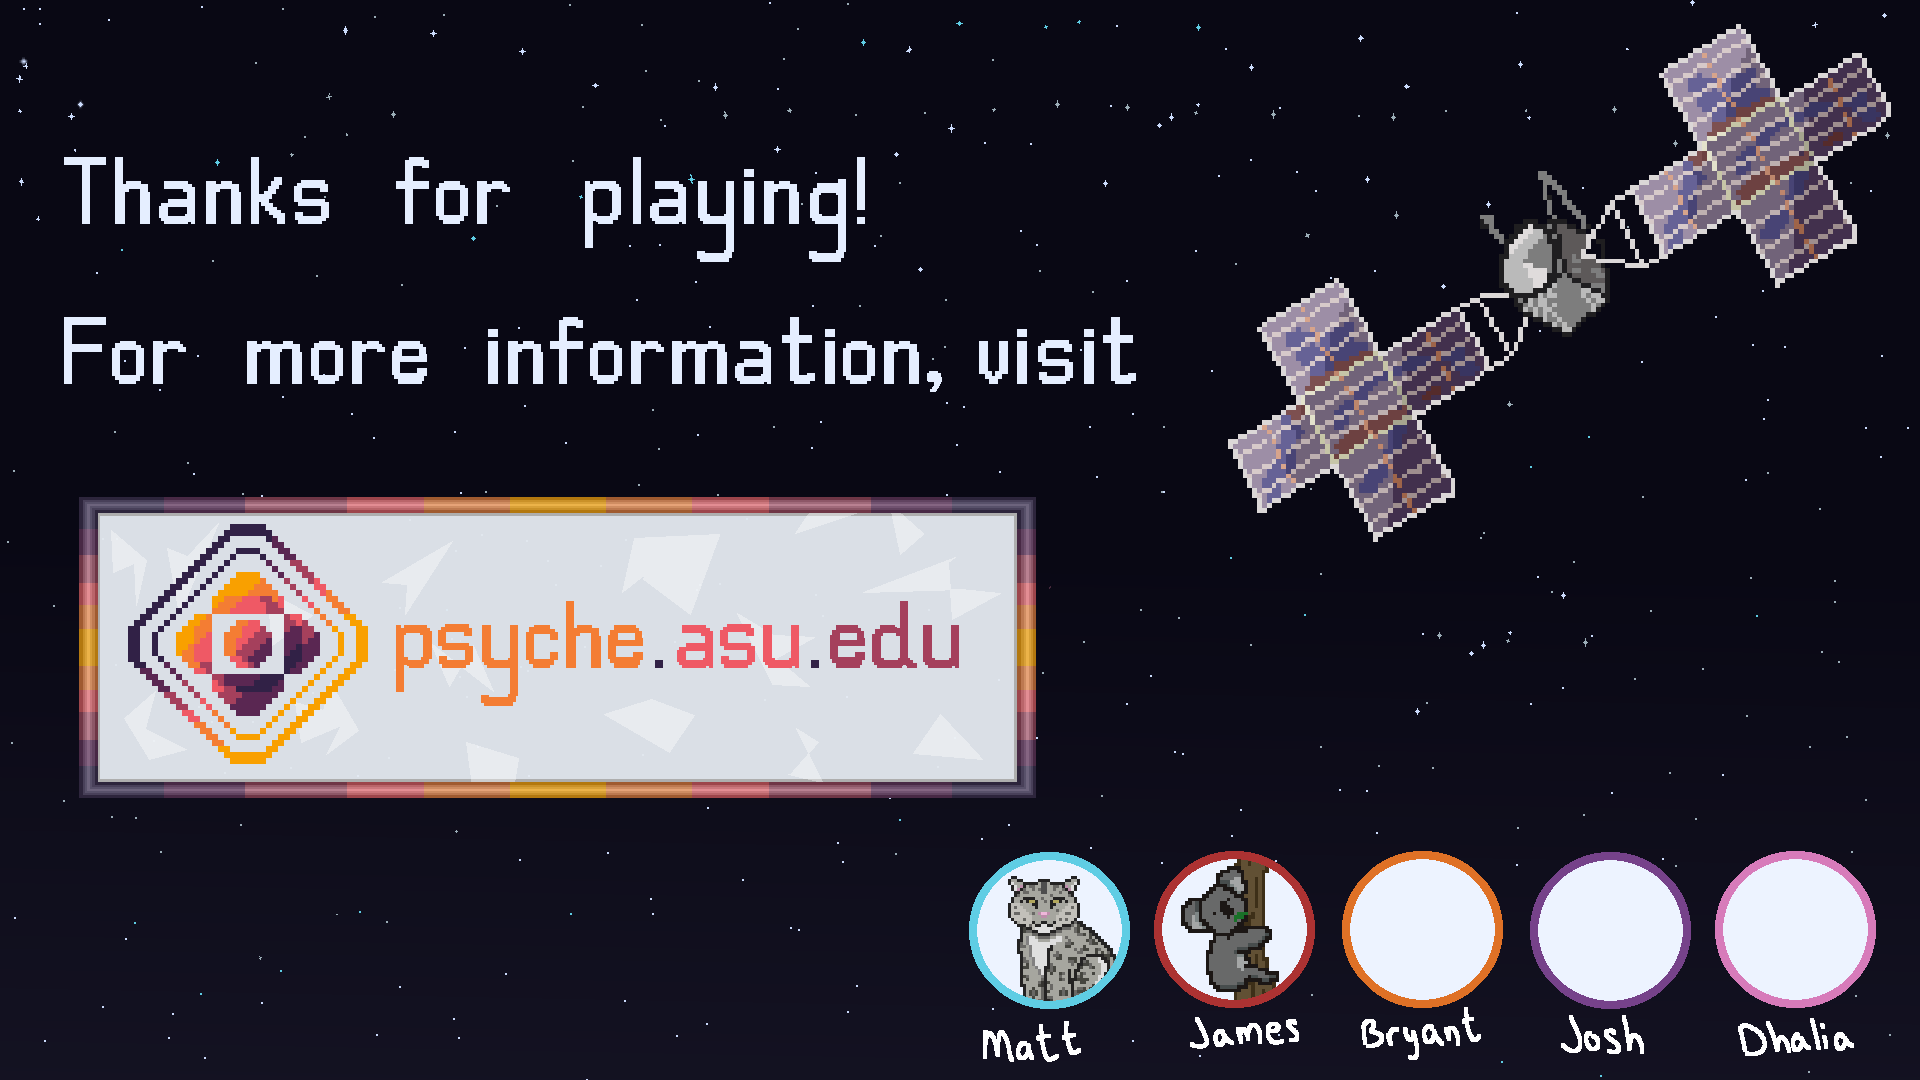 Thanks for playing!
For more information, visit
psyche.asu.edu
Matt
James
Bryant
Josh
Dhalia